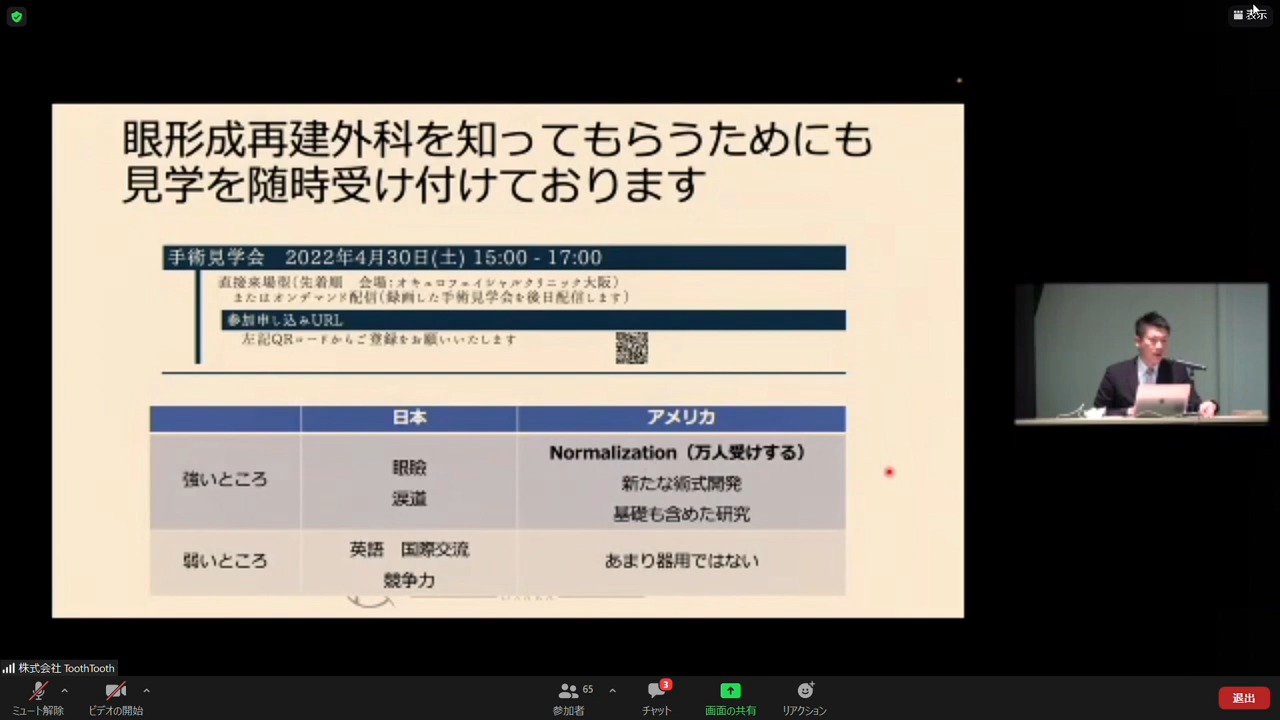 表示
眼形成再建外科を知ってもらうためにも
見学を随時受け付けております
手術見学会　2022年4月30日(土) 15:00 - 17:00
直接来場型(先着順　会場:オキュロフェイシャルクリニック大阪)
またはオンデマンド配信(録画した手術見学会を後日配信します)
参加申し込みURL
左記QRコードからご登録をお願いいたします
日本 アメリカ
強いところ
眼瞼
涙道
Normalization（万人受けする）
新たな術式開発
基礎も含めた研究
弱いところ
英語　国際交流
競争力
あまり器用ではない
株式会社 ToothTooth
ミュート解除 ビデオの開始 65 参加者 3 チャット 画面の共有 リアクション 退出